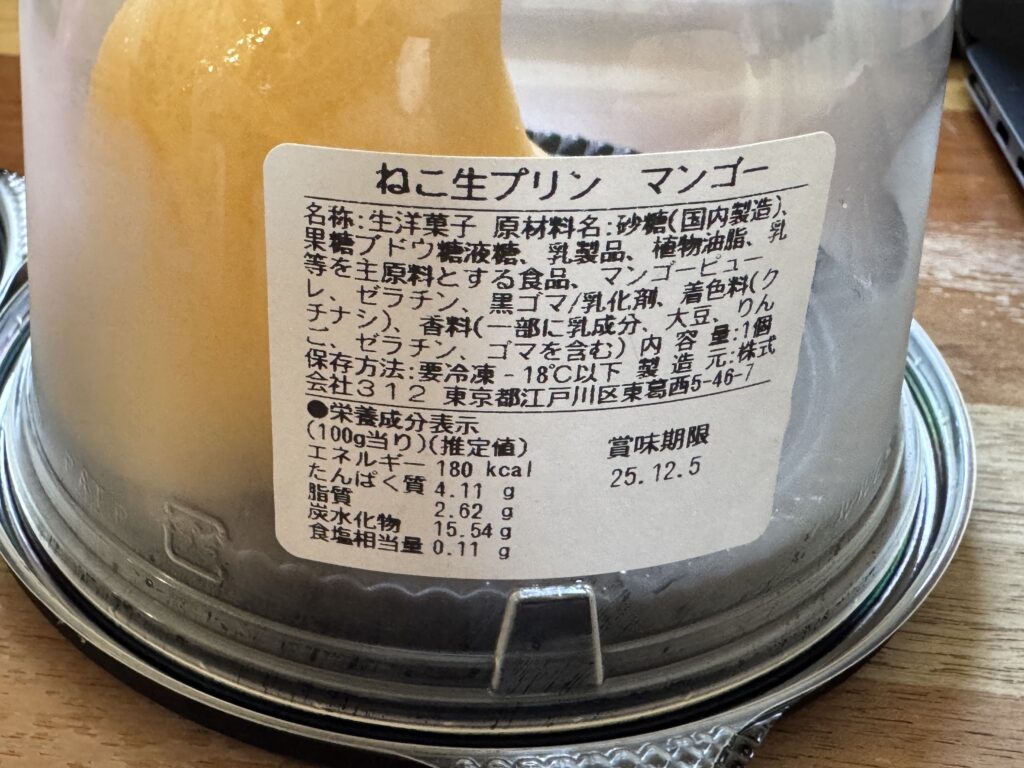 ねこ生プリン　マンゴー
名称:生洋菓子 原材料名:砂糖(国内製造)、
果糖ブドウ糖液糖、乳製品、植物油脂、乳
等を主原料とする食品、マンゴーピュー
レ、ゼラチン、黒ゴマ/乳化剤、着色料(ク
チナシ)、香料(一部に乳成分、大豆、りん
ご、ゼラチン、ゴマを含む) 内容量:1個
保存方法:要冷凍-18℃以下 製造元:株式
会社312 東京都江戸川区東葛西5-46-7
●栄養成分表示
(100g当り)(推定値)
エネルギー 180 kcal
たんぱく質 4.11 g
脂質 2.62 g
炭水化物 15.54g
食塩相当量 0.11 g
賞味期限
25.12.5